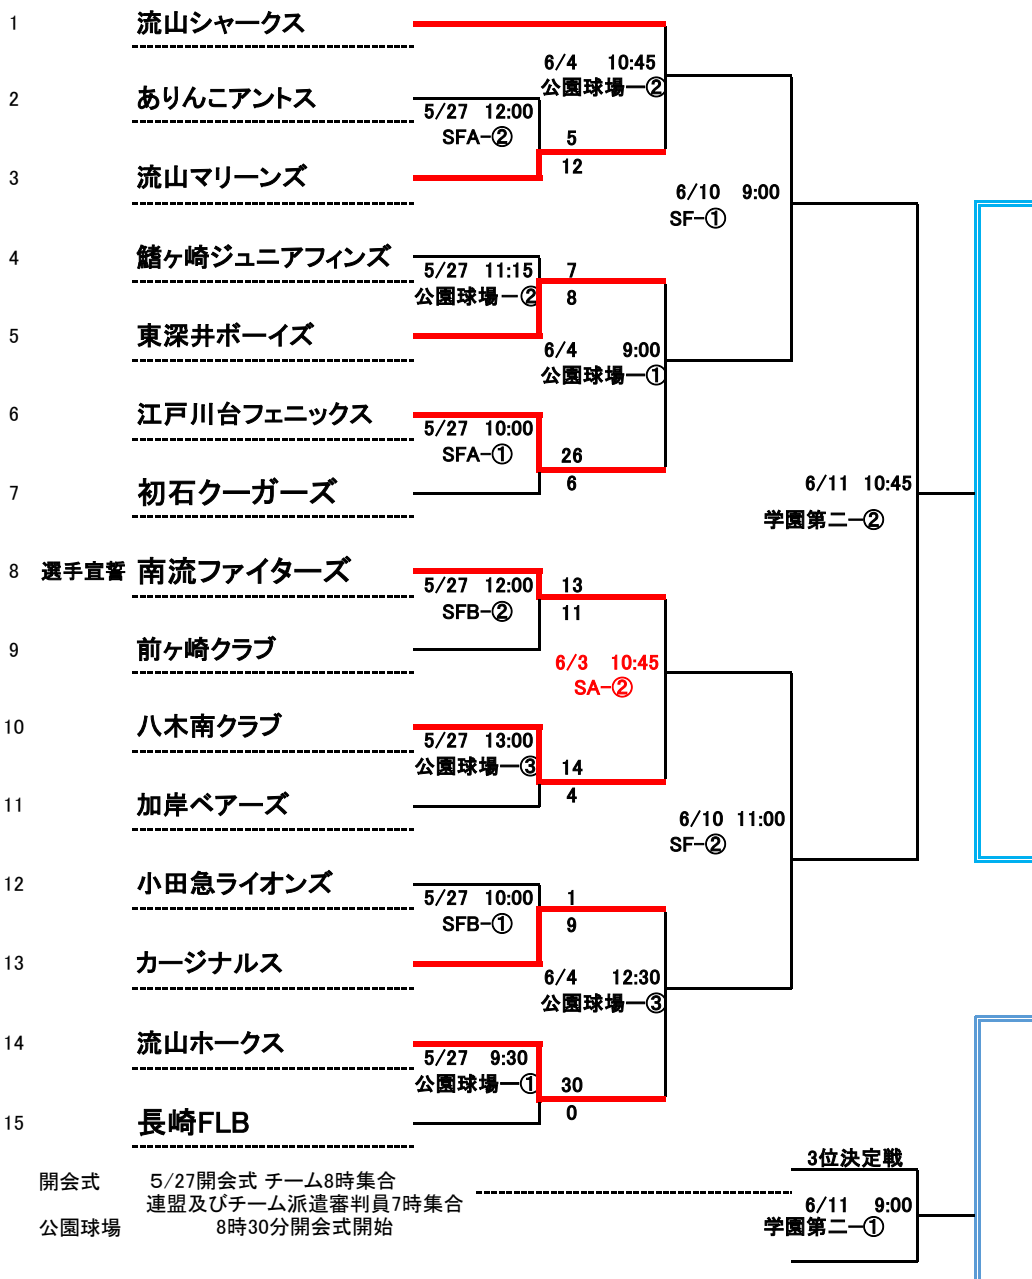 1 流山シャークス
6/4 10:45
公園球場ー②
2 ありんこアントス
5/27 12:00
SFA-②
5
12
3 流山マリーンズ
6/10 9:00
SF-①
4 鰭ヶ崎ジュニアフィンズ
5/27 11:15
公園球場ー②
7
8
5 東深井ボーイズ
6/4 9:00
公園球場ー①
6 江戸川台フェニックス
5/27 10:00
SFA-①
26
6
7 初石クーガーズ
6/11 10:45
学園第二ー②
8 選手宣誓 南流ファイターズ
5/27 12:00
SFB-②
13
11
9 前ヶ崎クラブ
6/3 10:45
SA-②
10 八木南クラブ
5/27 13:00
公園球場ー③
14
4
11 加岸ベアーズ
6/10 11:00
SF-②
12 小田急ライオンズ
5/27 10:00
SFB-①
1
9
13 カージナルス
6/4 12:30
公園球場ー③
14 流山ホークス
5/27 9:30
公園球場ー①
30
0
15 長崎FLB
3位決定戦
開会式 5/27開会式 チーム8時集合
連盟及びチーム派遣審判員7時集合
公園球場 8時30分開会式開始
6/11 9:00
学園第二ー①